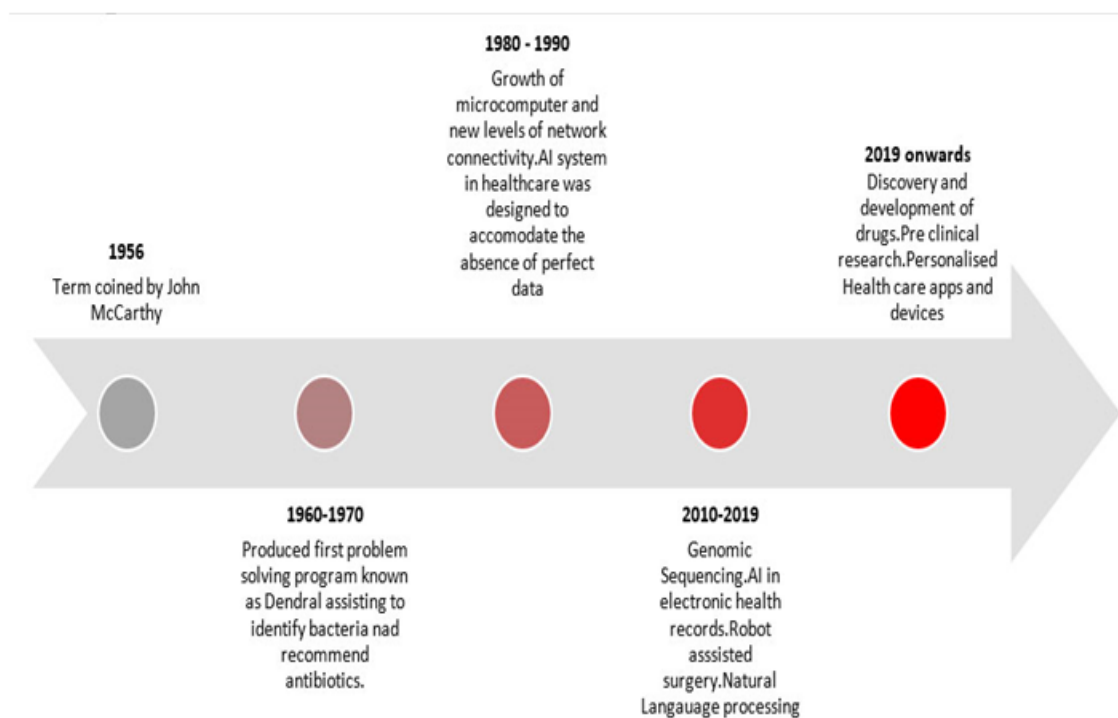 1956
Term coined by John
McCarthy
1960-1970
Produced first problem
solving program known
as Dendral assisting to
identify bacteria nad
recommend
antibiotics.
1980 - 1990
Growth of
microcomputer and
new levels of network
connectivity.AI system
in healthcare was
designed to
accomodate the
absence of perfect
data
2010-2019
Genomic
Sequencing.AI in
electronic health
records.Robot
asssisted
surgery.Natural
Langauage processing
2019 onwards
Discovery and
development of
drugs.Pre clinical
research.Personalised
Health care apps and
devices